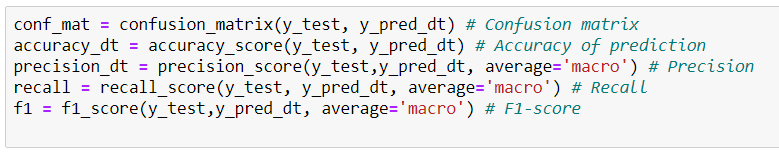 conf_mat = confusion_matrix(y_test, y_pred_dt) # Confusion matrix
accuracy_dt = accuracy_score(y_test, y_pred_dt) # Accuracy of prediction
precision_dt = precision_score(y_test,y_pred_dt, average='macro') # Precision
recall = recall_score(y_test, y_pred_dt, average='macro') # Recall
f1 = f1_score(y_test,y_pred_dt, average='macro') # F1-score